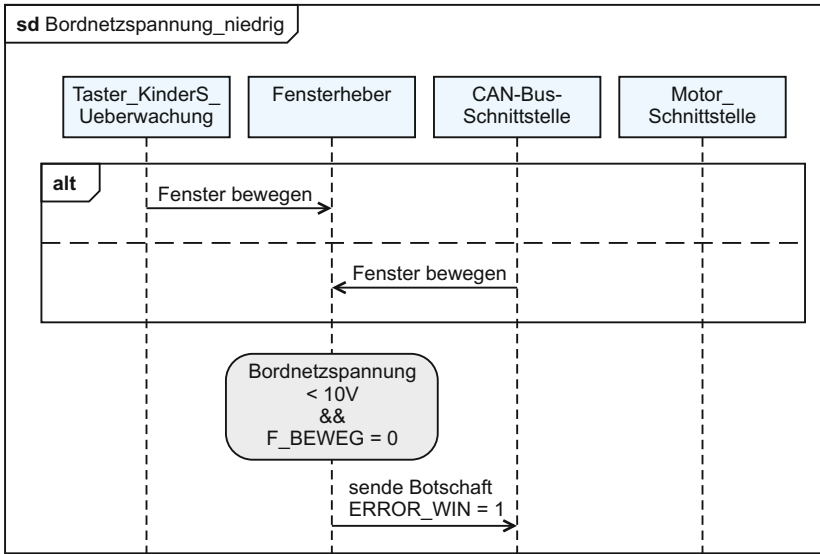 sd Bordnetzspannung_niedrig
Taster_KinderS_
Ueberwachung
Fensterheber
CAN-Bus-
Schnittstelle
Motor_
Schnittstelle
alt
Fenster bewegen
Fenster bewegen
Bordnetzspannung
< 10V
&&
F_BEWEG = 0
sende Botschaft
ERROR_WIN = 1